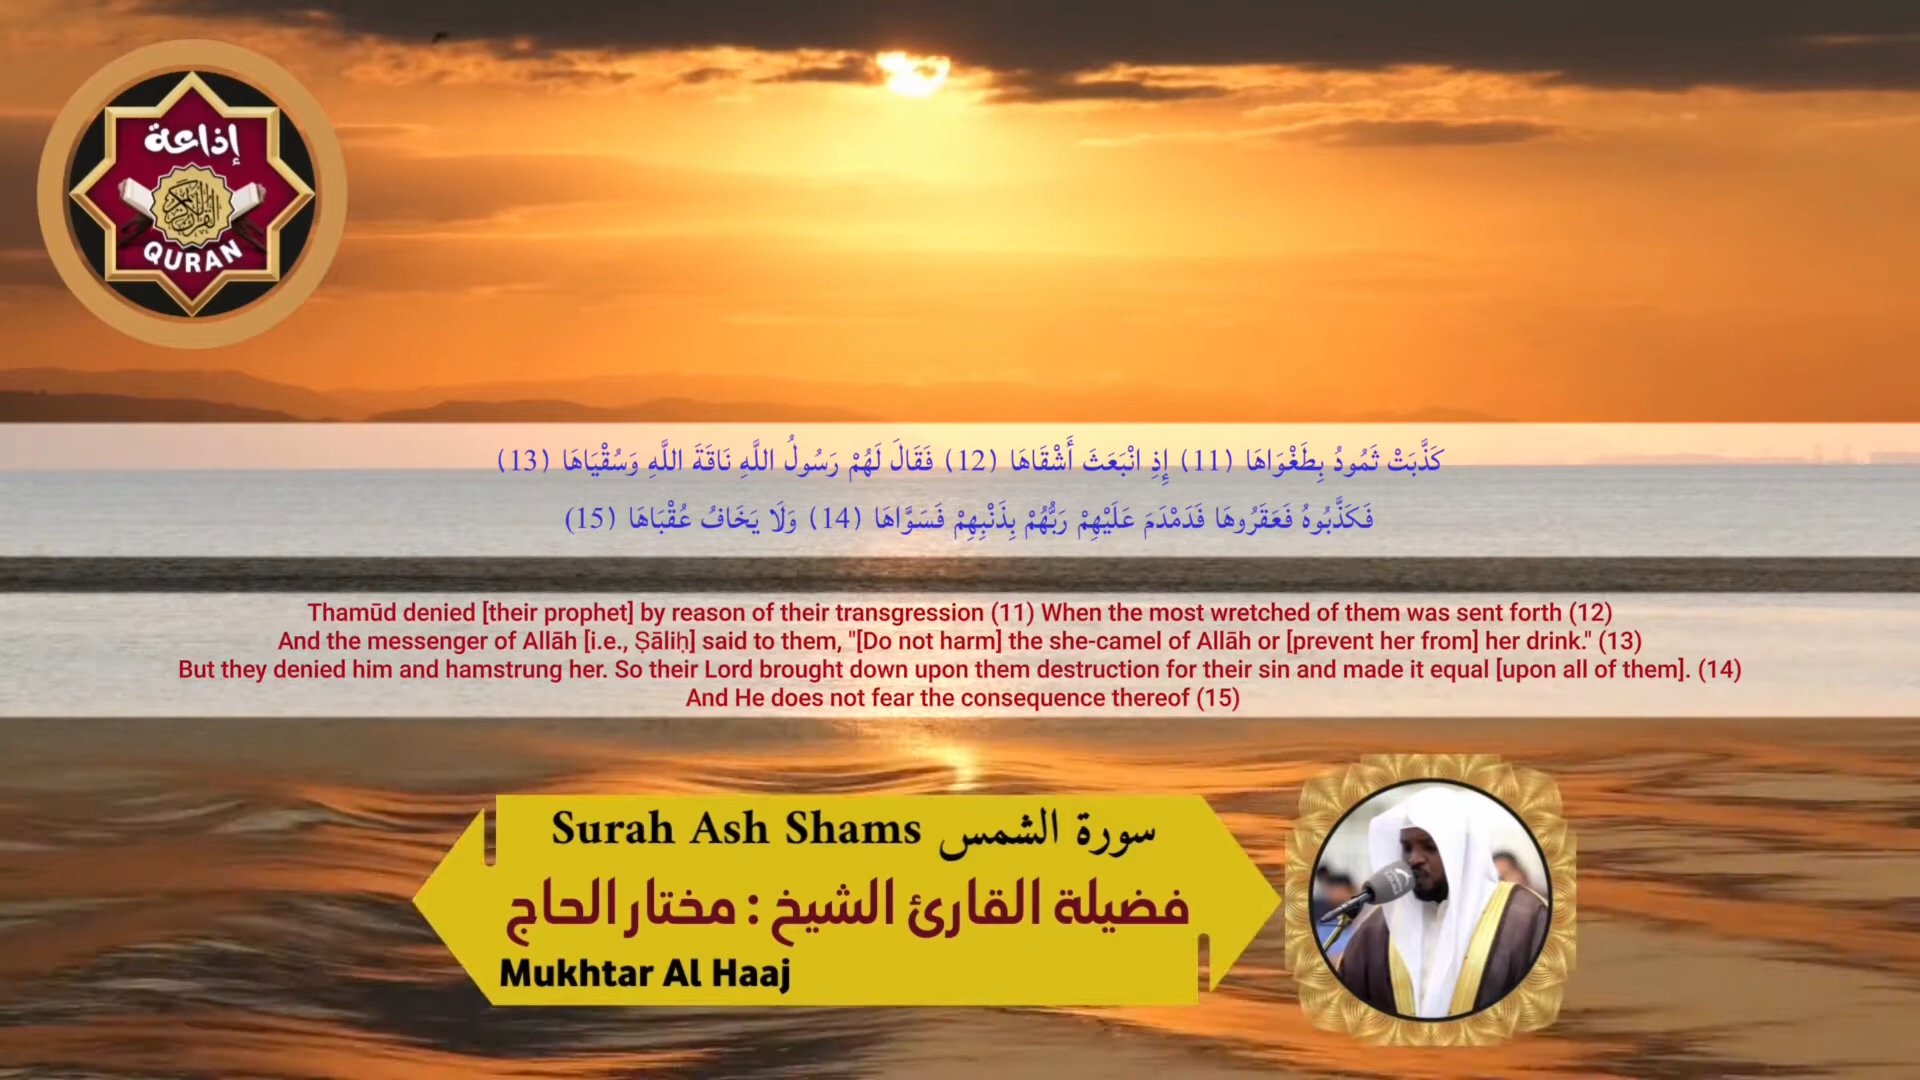 إذاعة
القرآن الكريم
QURAN
كَذَّبَتْ ثَمُودُ بِطَغْوَاهَا (11) إِذِ انْبَعَثَ أَشْقَاهَا (12) فَقَالَ لَهُمْ رَسُولُ اللَّهِ نَاقَةَ اللَّهِ وَسُقْيَاهَا (13)
فَكَذَّبُوهُ فَعَقَرُوهَا فَدَمْدَمَ عَلَيْهِمْ رَبُّهُمْ بِذَنْبِهِمْ فَسَوَّاهَا (14) وَلَا يَخَافُ عُقْبَاهَا (15)
Thamūd denied [their prophet] by reason of their transgression (11) When the most wretched of them was sent forth (12)
And the messenger of Allāh [i.e., Ṣāliḥ] said to them, "[Do not harm] the she-camel of Allāh or [prevent her from] her drink." (13)
But they denied him and hamstrung her. So their Lord brought down upon them destruction for their sin and made it equal [upon all of them]. (14)
And He does not fear the consequence thereof (15)
Surah Ash Shams سورة الشمس
فضيلة القارئ الشيخ : مختار الحاج
Mukhtar Al Haaj